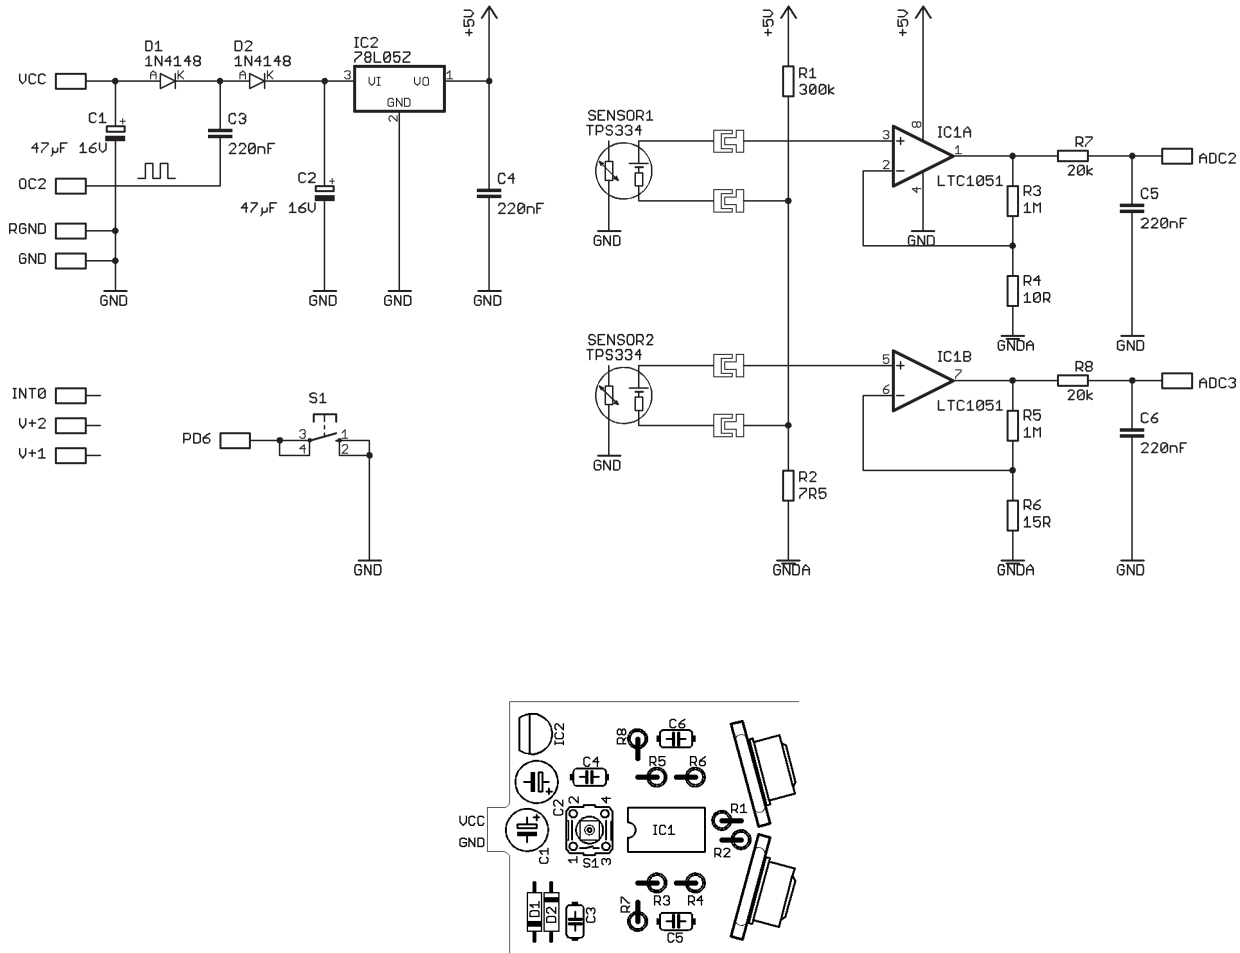 +5V
+5V
+5V
D1
1N4148
D2
1N4148
IC2
78L05Z
VCC
A
K
A
K
3
VI
VO
1
GND
2
R1
300k
C1
+
47µF 16V
C3
220nF
SENSOR1
TPS334
8
3
+
IC1A
1
2
-
LTC1051
4
R7
20k
ADC2
OC2
C2
+
47µF 16V
C4
220nF
R3
1M
C5
220nF
RGND
GND
GND
GND
GND
GND
GND
GND
GND
R4
10R
GNDA
GND
SENSOR2
TPS334
5
+
IC1B
7
6
-
LTC1051
R8
20k
ADC3
INT0
V+2
V+1
S1
PD6
3
1
4
2
R5
1M
C6
220nF
GND
R2
7R5
R6
15R
GND
GNDA
GNDA
GND
IC2
R8
C6
C4
R5
R6
+
C2
2
4
VCC
GND
+
C1
IC1
R1
R2
1
S1
3
D1
D2
C3
R7
R3
R4
C5